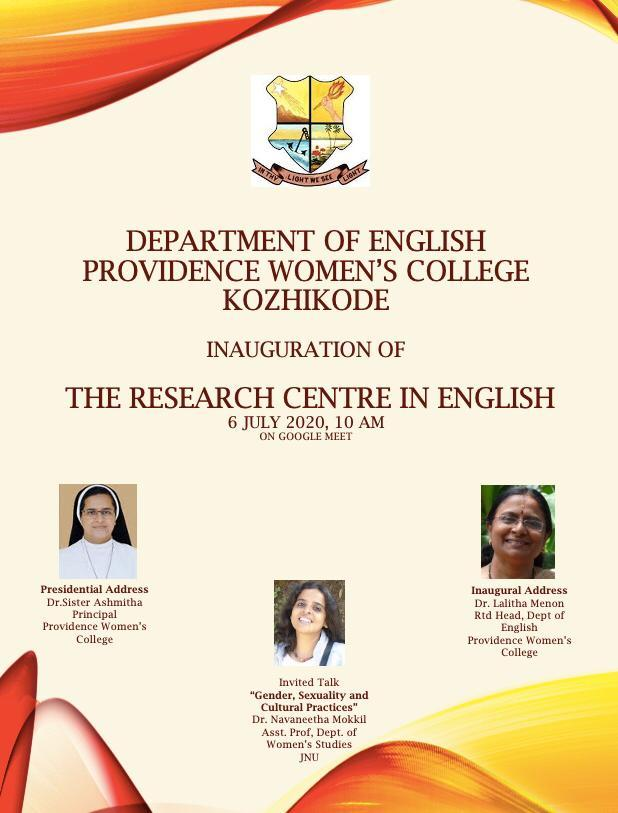 IN THY LIGHT WE SEE LIGHT
DEPARTMENT OF ENGLISH
PROVIDENCE WOMEN'S COLLEGE
KOZHIKODE
INAUGURATION OF
THE RESEARCH CENTRE IN ENGLISH
6 JULY 2020, 10 AM
ON GOOGLE MEET
Presidential Address
Dr.Sister Ashmitha
Principal
Providence Women's
College
Inaugural Address
Dr. Lalitha Menon
Rtd Head, Dept of
English
Providence Women's
College
Invited Talk
"Gender, Sexuality and
Cultural Practices"
Dr. Navaneetha Mokkil
Asst. Prof, Dept. of
Women's Studies
JNU